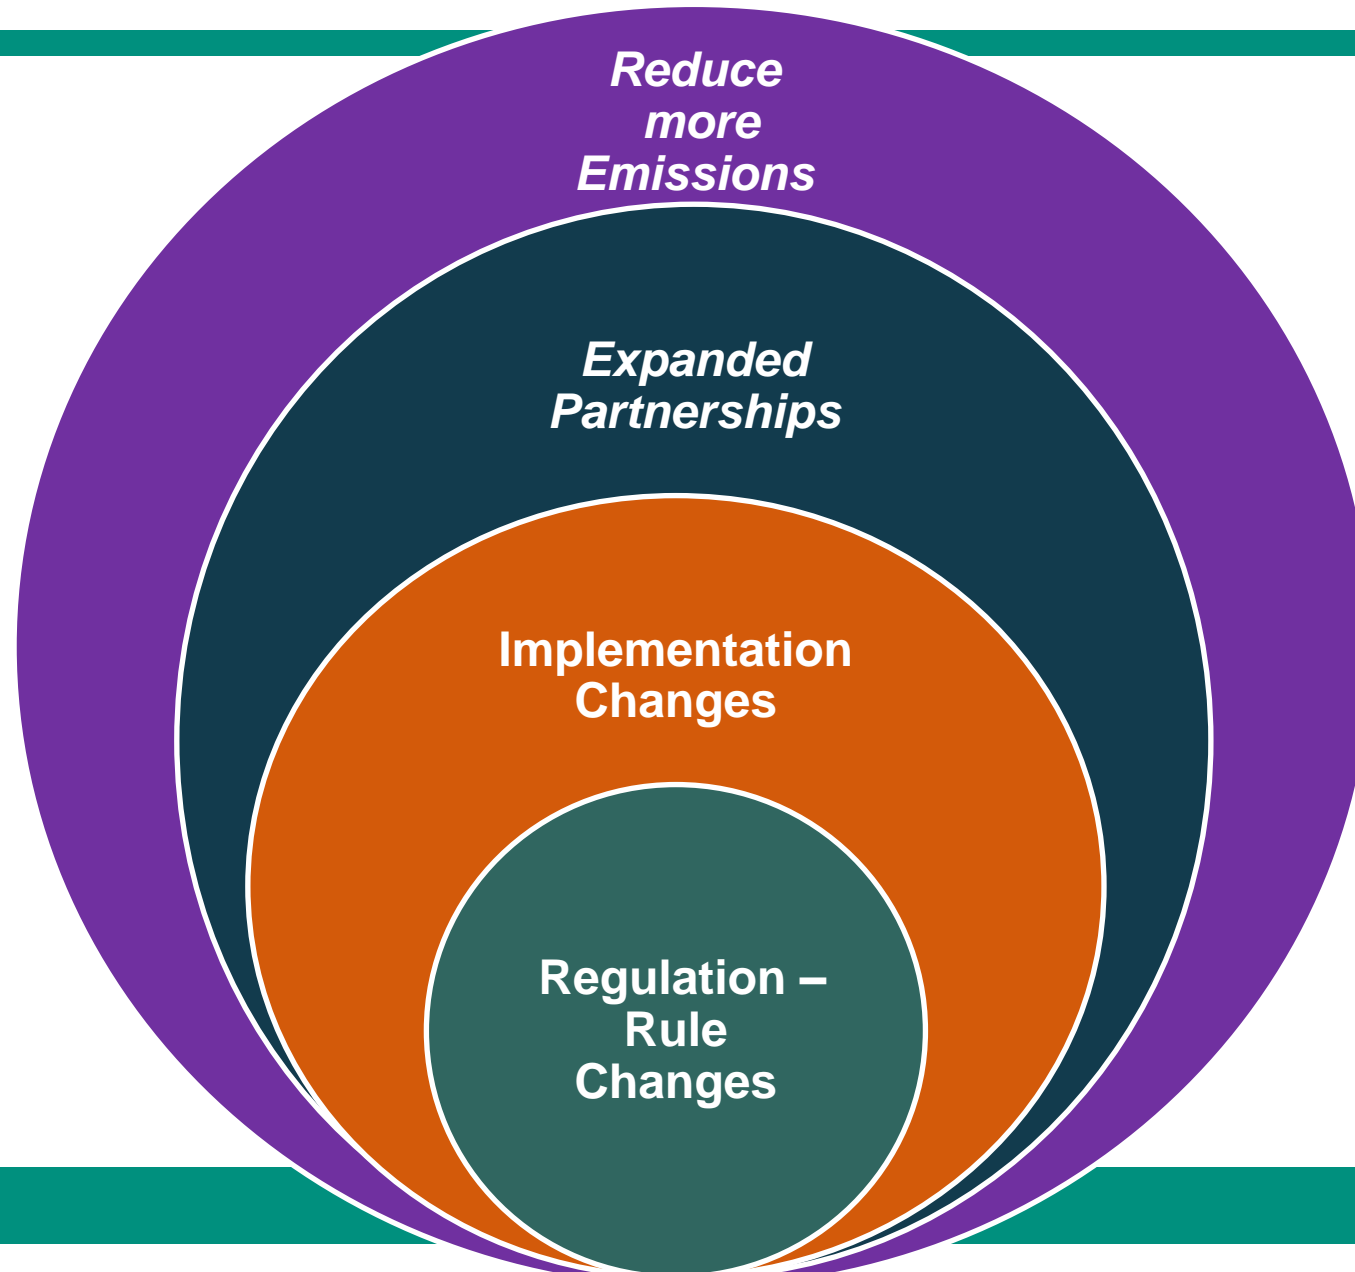 Reduce
more
Emissions
Expanded
Partnerships
Implementation
Changes
Regulation –
Rule
Changes